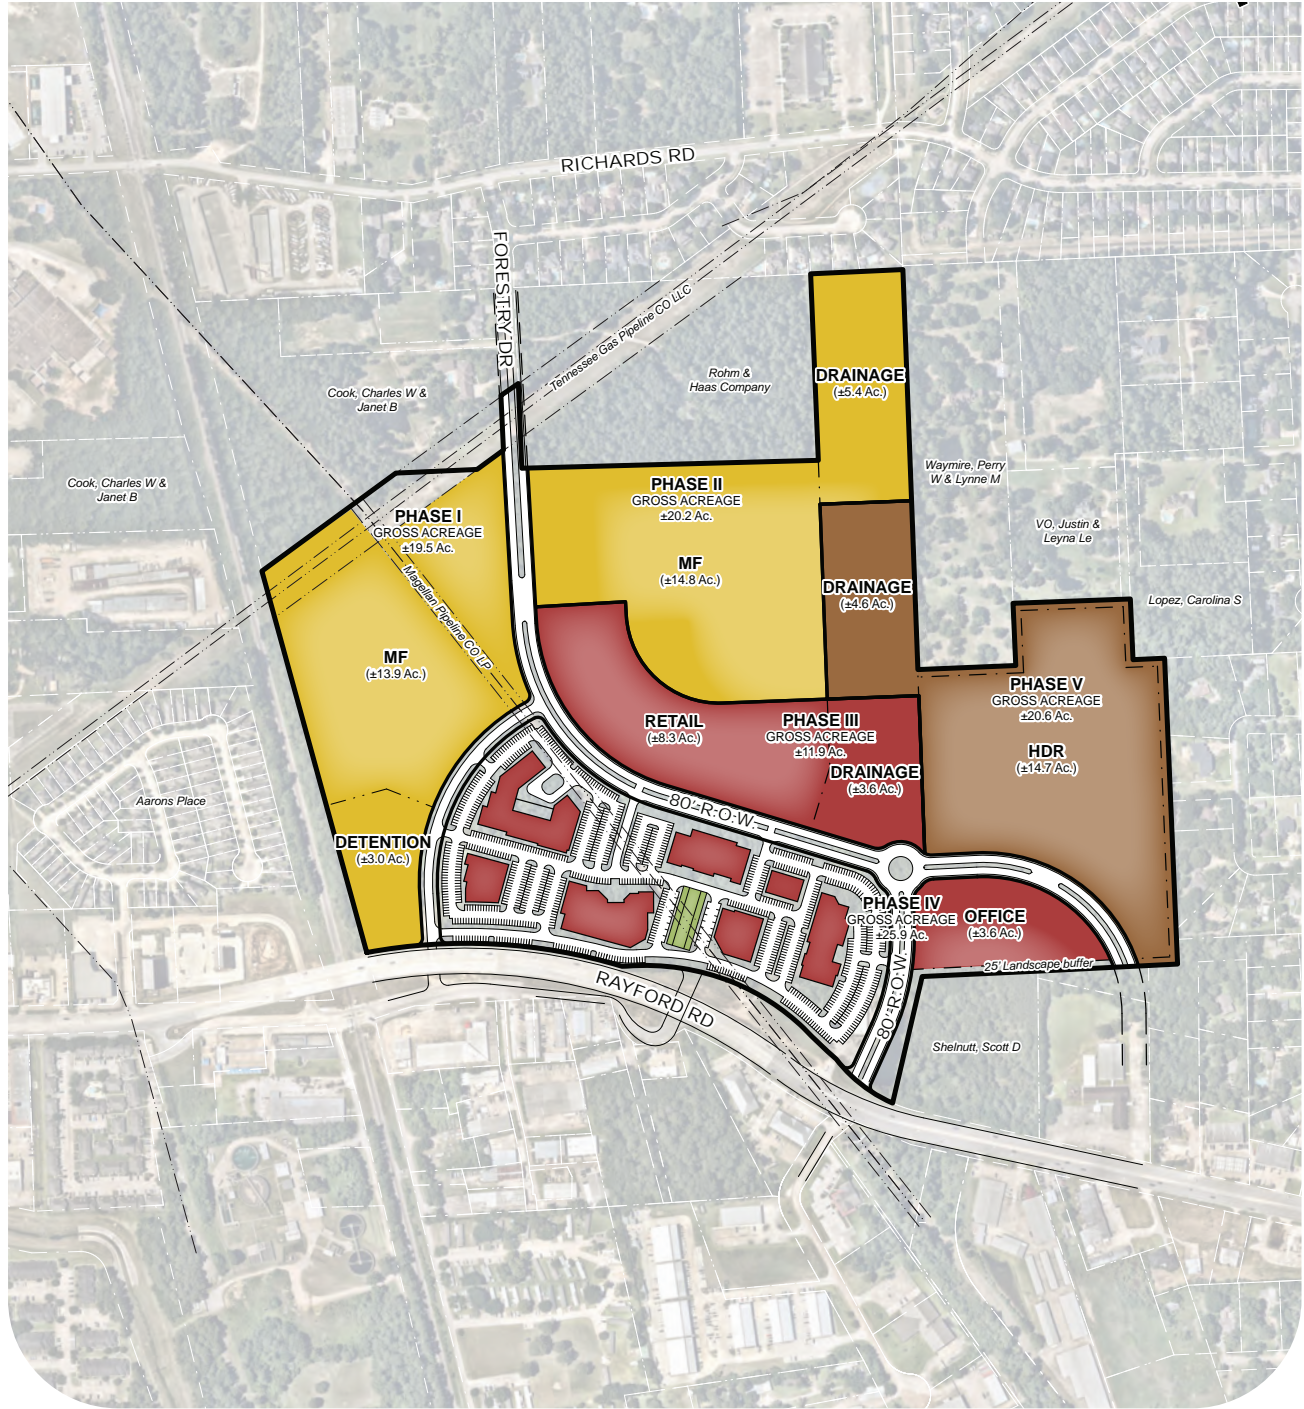 RICHARDS RD
FORESTRY DR
Tennessee Gas Pipeline CO LLC
Rohm &
Haas Company
DRAINAGE
(±5.4 Ac.)
Cook, Charles W &
Janet B
Cook, Charles W &
Janet B
Waymire, Perry
W & Lynne M
PHASE I
GROSS ACREAGE
±19.5 Ac.
PHASE II
GROSS ACREAGE
±20.2 Ac.
VO, Justin &
Leyna Le
MF
(±14.8 Ac.)
DRAINAGE
(±4.6 Ac.)
Lopez, Carolina S
Magellan Pipeline CO LP
MF
(±13.9 Ac.)
PHASE V
GROSS ACREAGE
±20.6 Ac.
RETAIL
(±8.3 Ac.)
PHASE III
GROSS ACREAGE
±11.9 Ac.
HDR
(±14.7 Ac.)
DRAINAGE
(±3.6 Ac.)
Aarons Place
80' R.O.W.
DETENTION
(±3.0 Ac.)
PHASE IV
GROSS ACREAGE
±25.9 Ac.
OFFICE
(±3.6 Ac.)
25' Landscape buffer
80' R.O.W.
RAYFORD RD
Shelnutt, Scott D